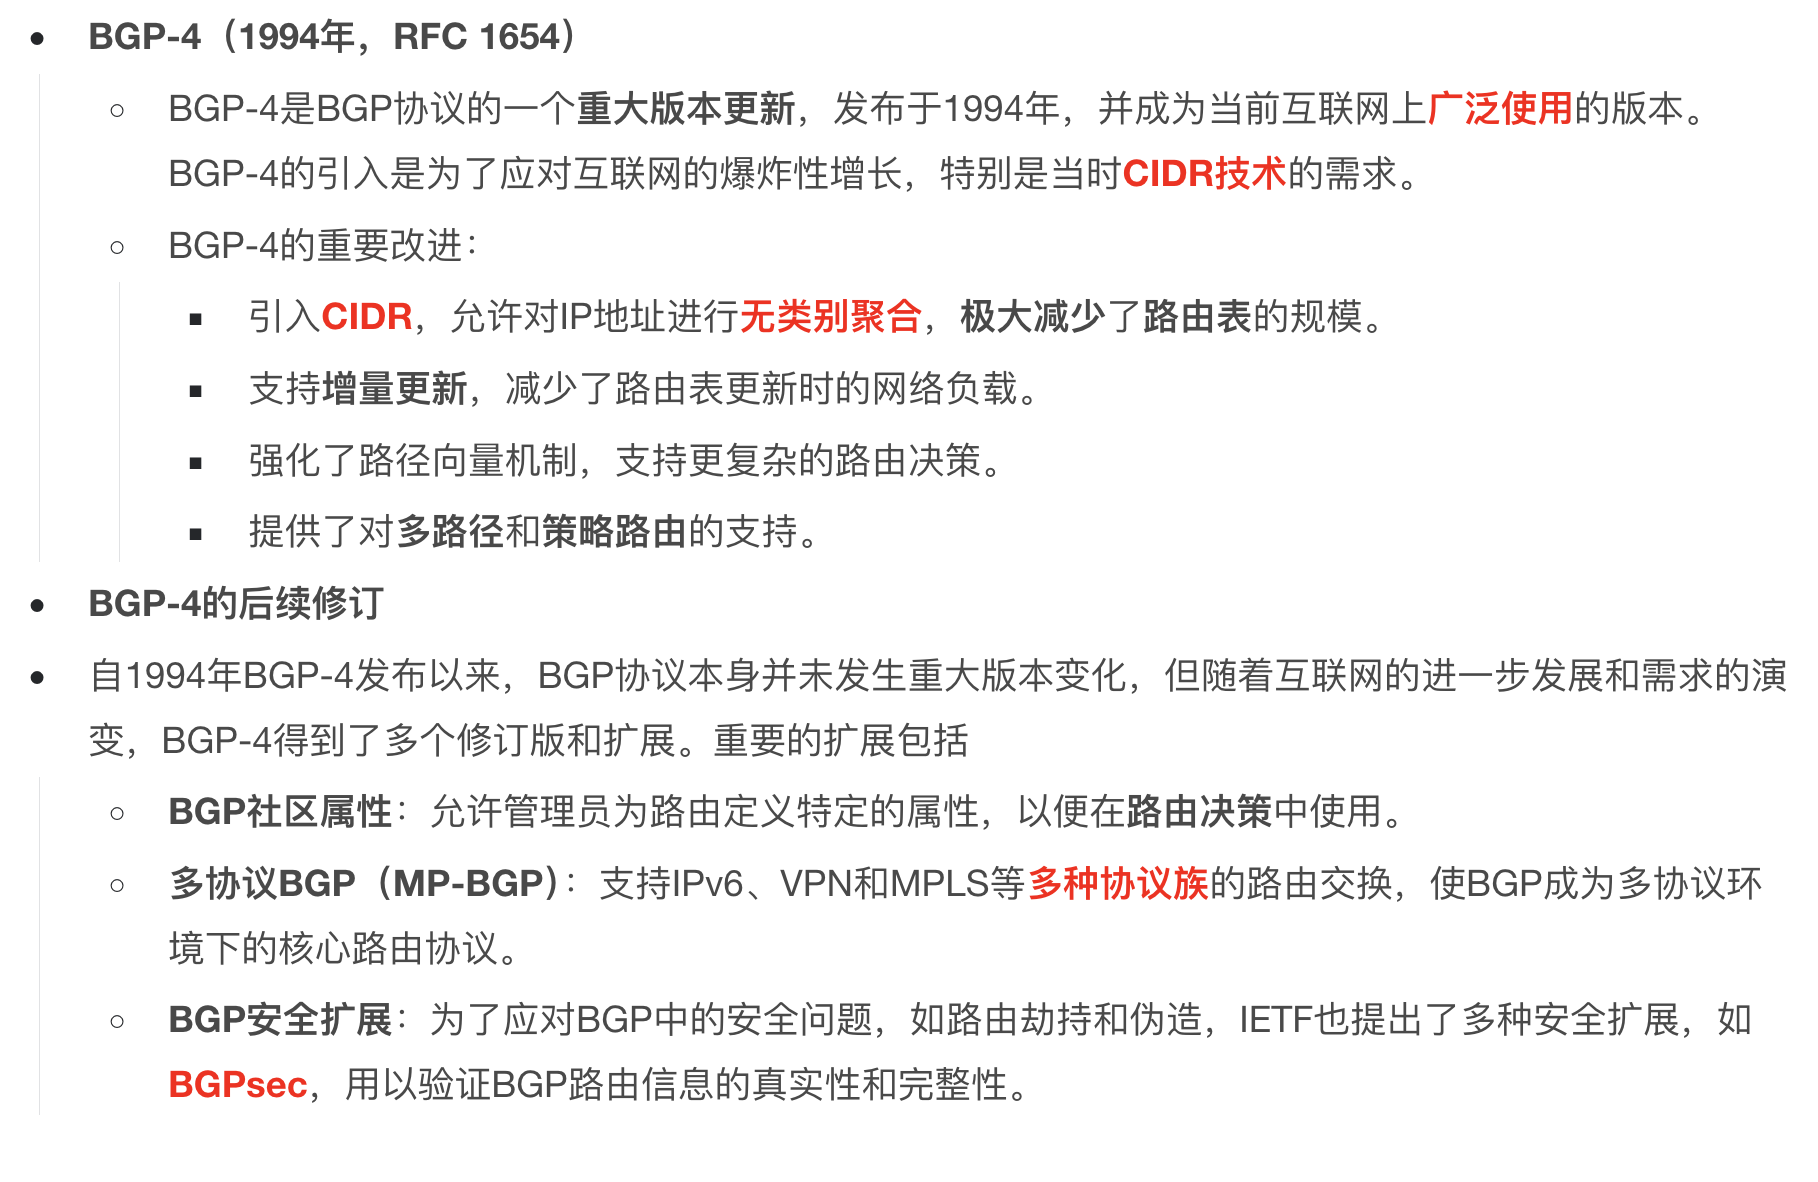 BGP-4（1994年，RFC 1654）
BGP-4是BGP协议的一个重大版本更新，发布于1994年，并成为当前互联网上广泛使用的版本。
BGP-4的引入是为了应对互联网的爆炸性增长，特别是当时CIDR技术的需求。
BGP-4的重要改进：
引入CIDR，允许对IP地址进行无类别聚合，极大减少了路由表的规模。
支持增量更新，减少了路由表更新时的网络负载。
强化了路径向量机制，支持更复杂的路由决策。
提供了对多路径和策略路由的支持。
BGP-4的后续修订
自1994年BGP-4发布以来，BGP协议本身并未发生重大版本变化，但随着互联网的进一步发展和需求的演
变，BGP-4得到了多个修订版和扩展。重要的扩展包括
BGP社区属性：允许管理员为路由定义特定的属性，以便在路由决策中使用。
多协议BGP（MP-BGP）：支持IPv6、VPN和MPLS等多种协议族的路由交换，使BGP成为多协议环
境下的核心路由协议。
BGP安全扩展：为了应对BGP中的安全问题，如路由劫持和伪造，IETF也提出了多种安全扩展，如
BGPsec，用以验证BGP路由信息的真实性和完整性。